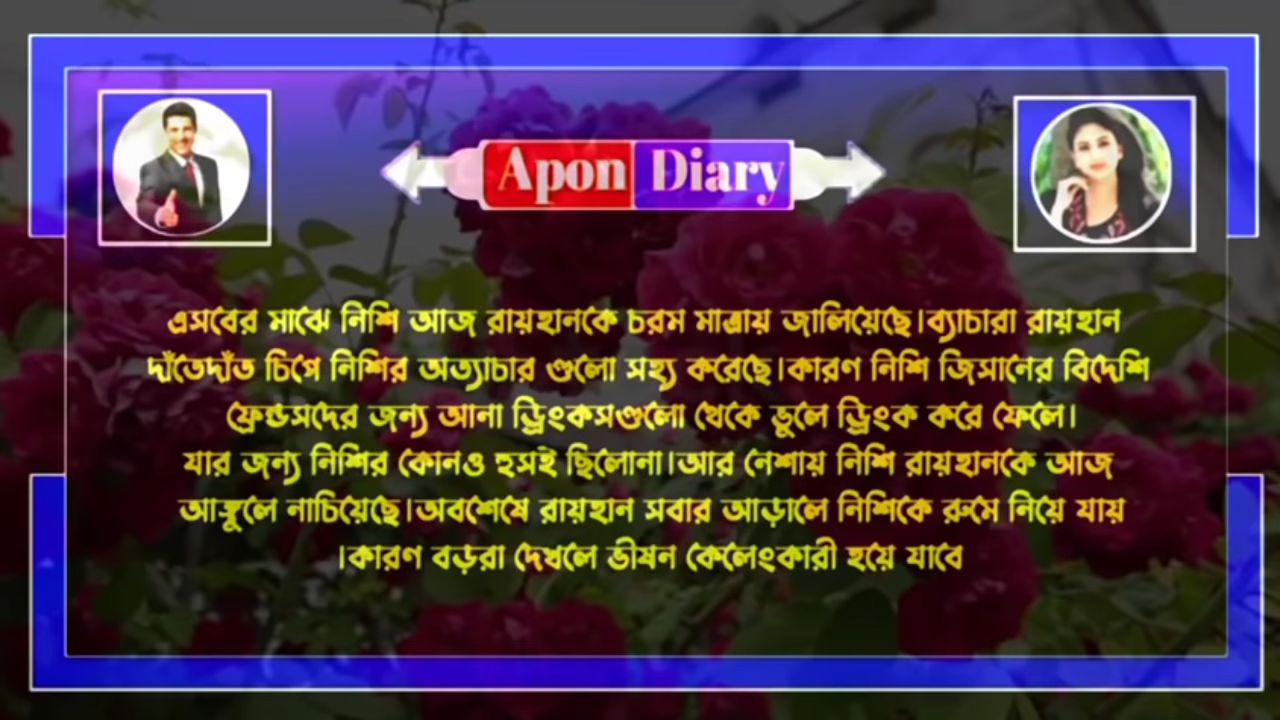 Apon Diary
এসবের মাঝে নিশি আজ রায়হানকে চরম মাত্রায় জালিয়েছে।ব্যাচারা রায়হান
দাঁতেদাঁত চিপে নিশির অত্যাচার গুলো সহ্য করেছে।কারণ নিশি জিসানের বিদেশি
ফ্রেন্ডসদের জন্য আনা ড্রিংকসগুলো থেকে ভুলে ড্রিংক করে ফেলে।
যার জন্য নিশির কোনও হুসই ছিলোনা।আর নেশায় নিশি রায়হানকে আজ
আঙ্গুলে নাচিয়েছে।অবশেষে রায়হান সবার আড়ালে নিশিকে রুমে নিয়ে যায়
।কারণ বড়রা দেখলে ভীষন কেলেংকারী হয়ে যাবে